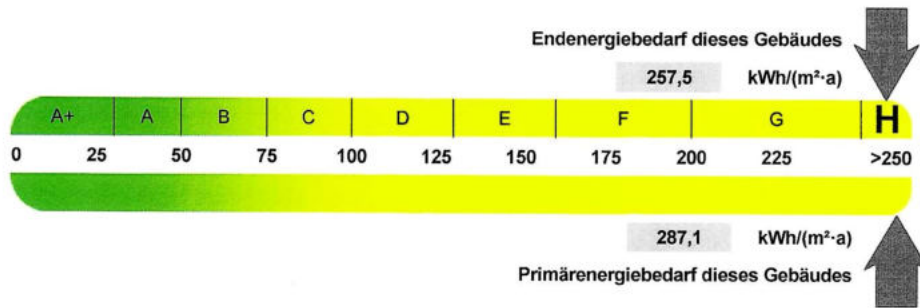 Endenergiebedarf dieses Gebäudes
257,5 kWh/(m²·a)
A+ A B C D E F G H
0 25 50 75 100 125 150 175 200 225 >250
287,1 kWh/(m²·a)
Primärenergiebedarf dieses Gebäudes